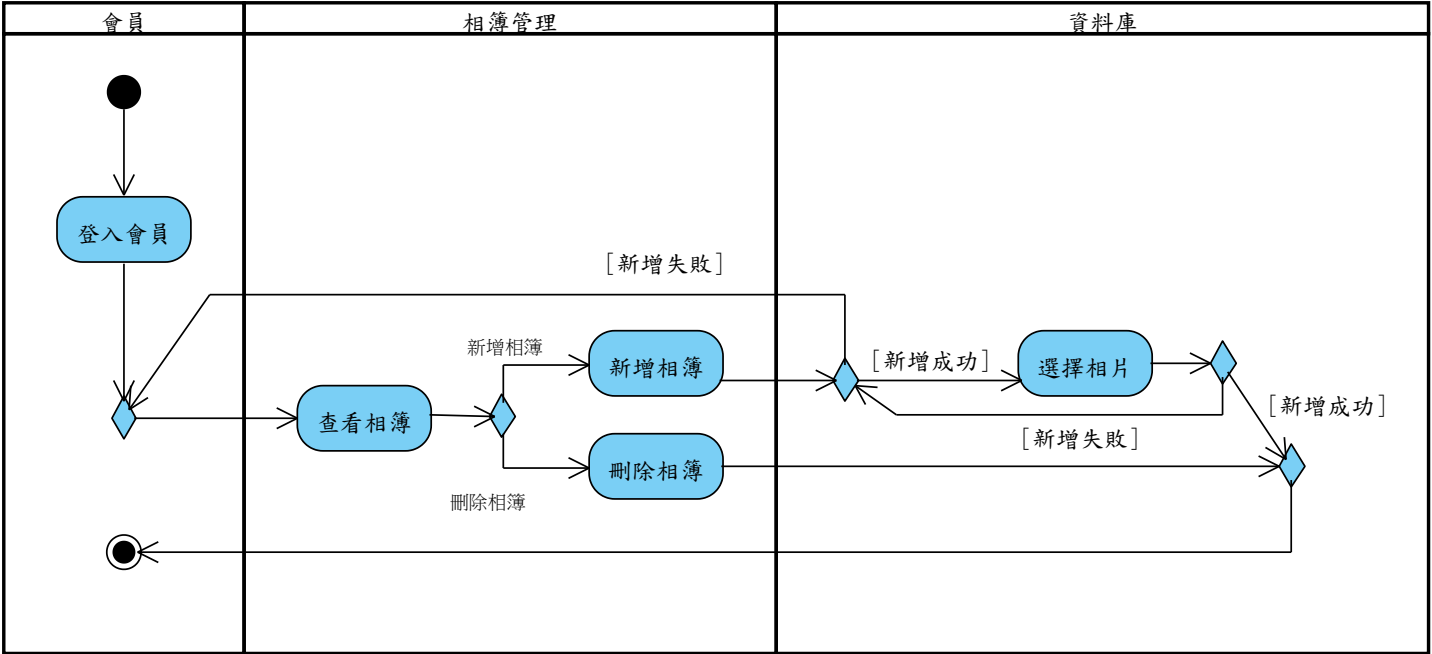 會員
相簿管理
資料庫
登入會員
[新增失敗]
新增相簿
新增相簿
[新增成功]
選擇相片
查看相簿
[新增成功]
[新增失敗]
刪除相簿
刪除相簿